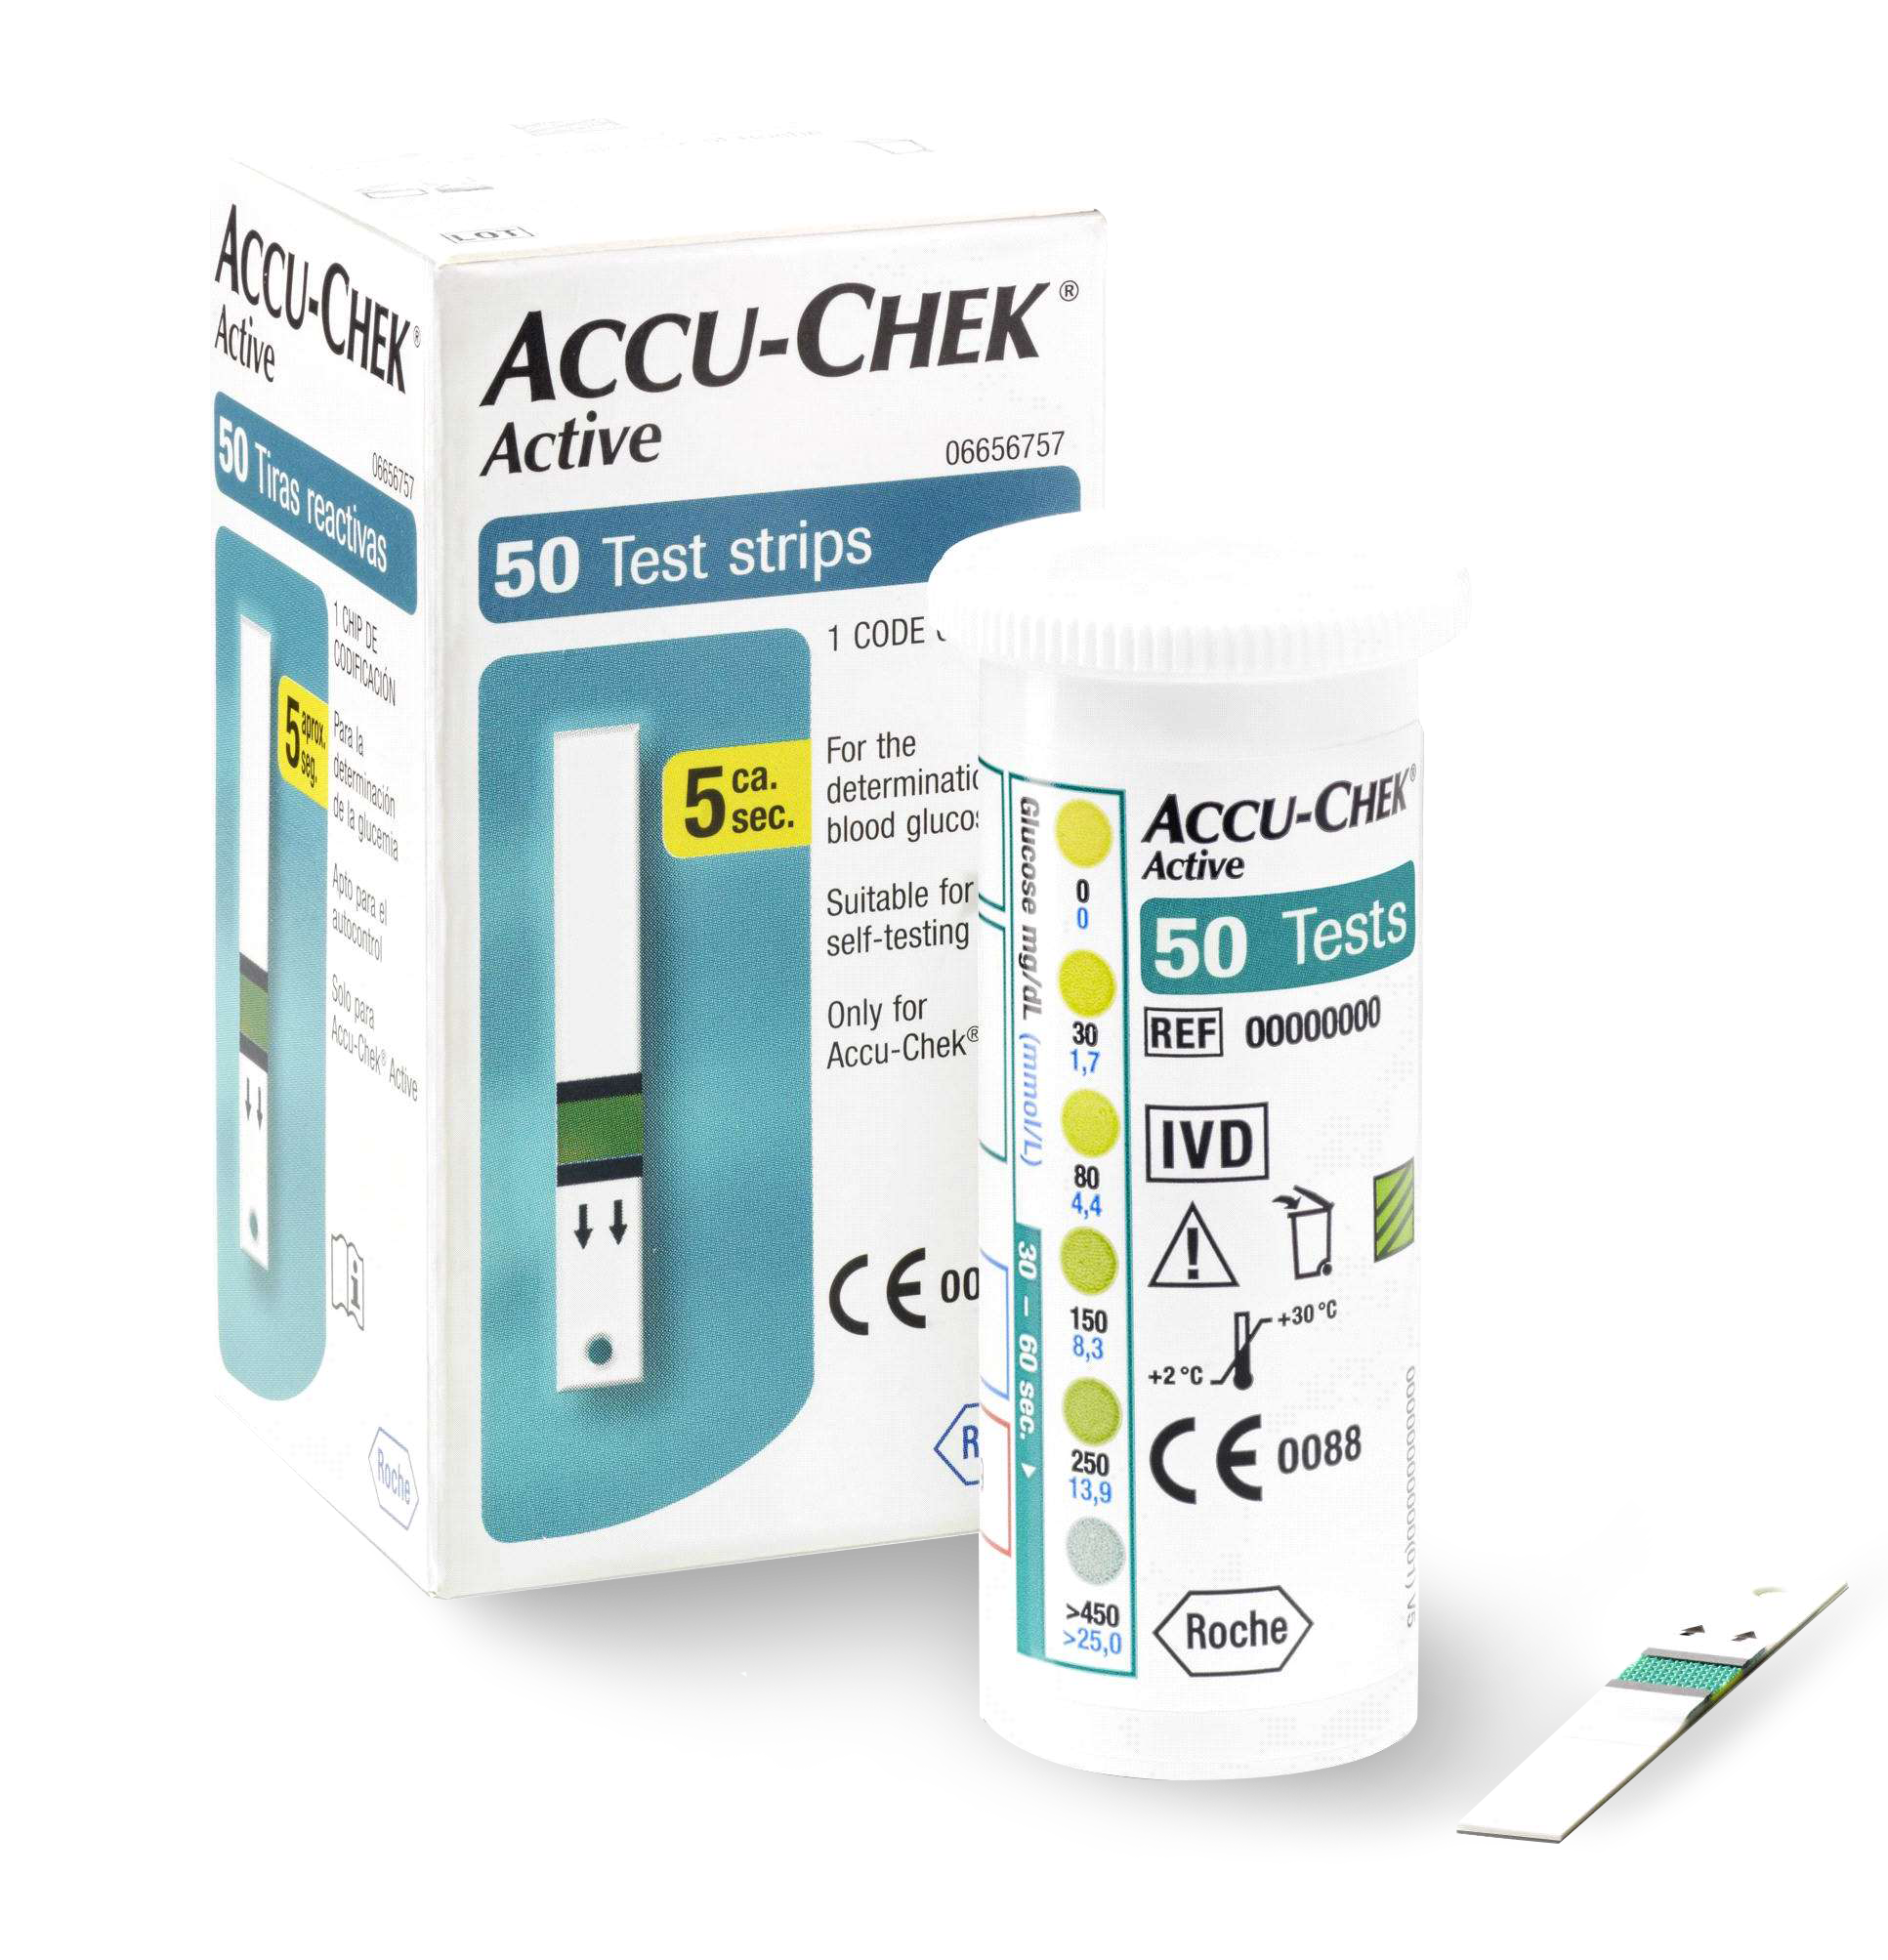 LOT
ACCU-CHEK®
Active
06656757
50 Tiras reactivas
1 CHIP DE
CODIFICACIÓN
5 aprox.
seg.
Para la
determinación
de la glucemia
Apto para el
autocontrol
Solo para
Accu-Chek® Active
Roche
ACCU-CHEK®
Active
06656757
50 Test strips
1 CODE
5 ca.
sec.
For the
blood
Suitable for
self-testing
Only for
Accu-Chek®
CE 00
R
ACCU-CHEK®
Active
50 Tests
REF 00000000
IVD
+30°C
+2°C
CE 0088
Roche
Glucose mg/dL (mmol/L)
30 – 60 sec.
0
0
30
1,7
80
4,4
150
8,3
250
13,9
>450
>25,0